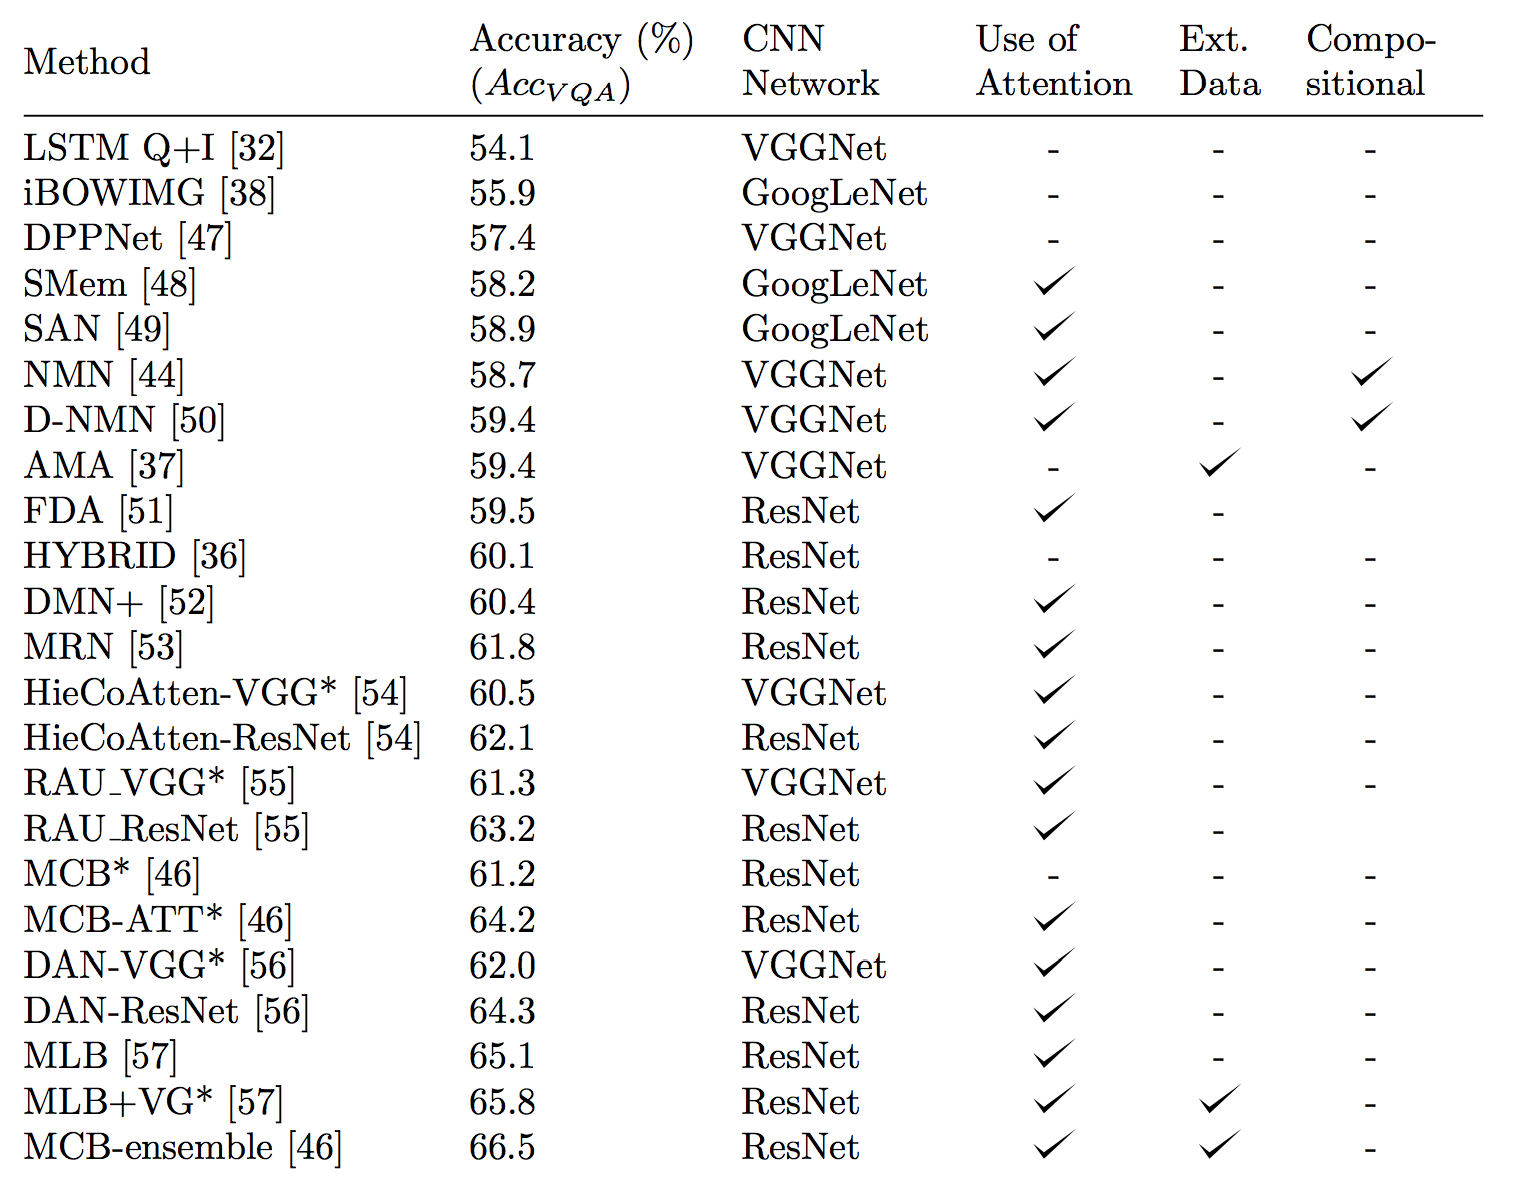 Method Accuracy (%) (AccVQA) CNN Network Use of Attention Ext. Data Compo- sitional
LSTM Q+I [32] 54.1 VGGNet - - -
iBOWIMG [38] 55.9 GoogLeNet - - -
DPPNet [47] 57.4 VGGNet - - -
SMem [48] 58.2 GoogLeNet ✓ - -
SAN [49] 58.9 GoogLeNet ✓ - -
NMN [44] 58.7 VGGNet ✓ - ✓
D-NMN [50] 59.4 VGGNet ✓ - ✓
AMA [37] 59.4 VGGNet - ✓ -
FDA [51] 59.5 ResNet ✓ -
HYBRID [36] 60.1 ResNet - - -
DMN+ [52] 60.4 ResNet ✓ - -
MRN [53] 61.8 ResNet ✓ - -
HieCoAtten-VGG* [54] 60.5 VGGNet ✓ - -
HieCoAtten-ResNet [54] 62.1 ResNet ✓ - -
RAU_VGG* [55] 61.3 VGGNet ✓ - -
RAU_ResNet [55] 63.2 ResNet ✓ -
MCB* [46] 61.2 ResNet - - -
MCB-ATT* [46] 64.2 ResNet ✓ - -
DAN-VGG* [56] 62.0 VGGNet ✓ - -
DAN-ResNet [56] 64.3 ResNet ✓ - -
MLB [57] 65.1 ResNet ✓ - -
MLB+VG* [57] 65.8 ResNet ✓ ✓ -
MCB-ensemble [46] 66.5 ResNet ✓ ✓ -